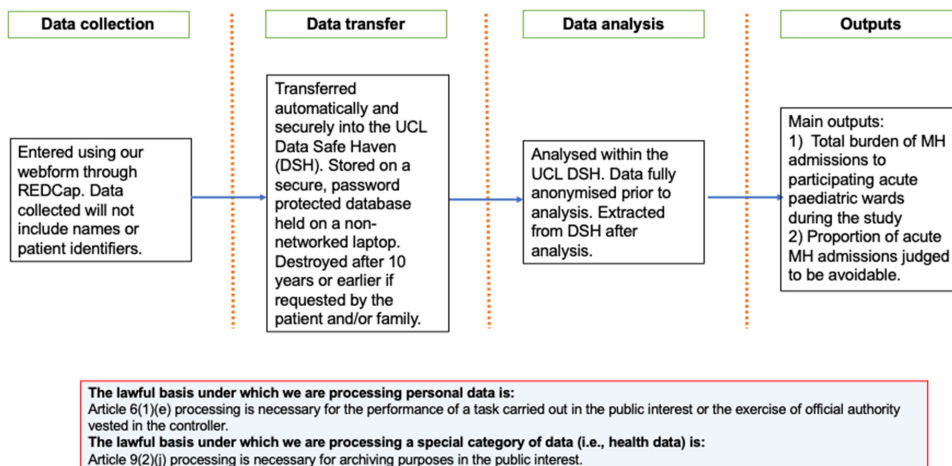 Data collection
Data transfer
Data analysis
Outputs
Entered using our
webform through
REDCap. Data
collected will not
include names or
patient identifiers.
Transferred
automatically and
securely into the UCL
Data Safe Haven
(DSH). Stored on a
secure, password
protected database
held on a non-
networked laptop.
Destroyed after 10
years or earlier if
requested by the
patient and/or family.
Analysed within the
UCL DSH. Data fully
anonymised prior to
analysis. Extracted
from DSH after
analysis.
Main outputs:
1) Total burden of MH
admissions to
participating acute
paediatric wards
during the study
2) Proportion of acute
MH admissions judged
to be avoidable.
The lawful basis under which we are processing personal data is:
Article 6(1)(e) processing is necessary for the performance of a task carried out in the public interest or the exercise of official authority
vested in the controller.
The lawful basis under which we are processing a special category of data (i.e., health data) is:
Article 9(2)(j) processing is necessary for archiving purposes in the public interest.